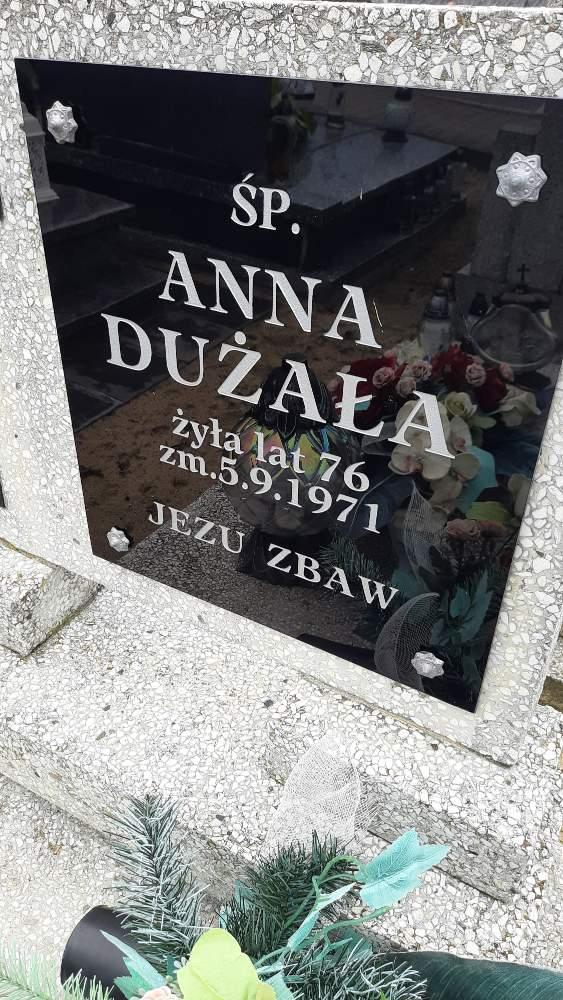 ŚP.
ANNA
DUŻAŁA
żyła lat 76
zm.5.9.1971
JEZU ZBAW